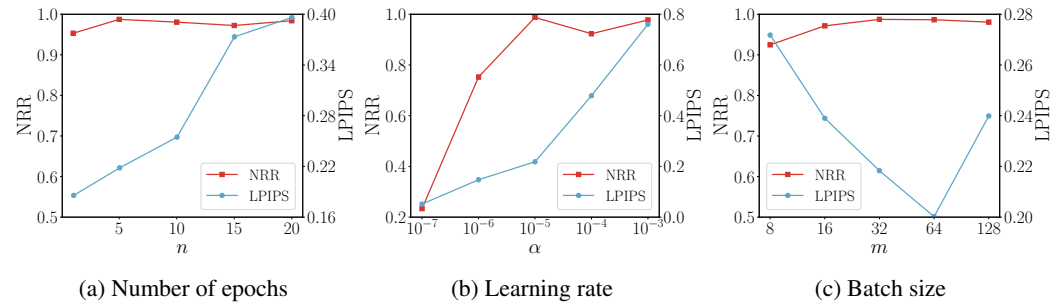 1.0
0.9
0.8
0.7
0.6
0.5
NRR
0.40
0.34
0.28
0.22
0.16
LPIPS
NRR
LPIPS
5 10 15 20
n
(a) Number of epochs
1.0
0.8
0.6
0.4
0.2
NRR
0.8
0.6
0.4
0.2
0.0
LPIPS
NRR
LPIPS
10⁻⁷ 10⁻⁶ 10⁻⁵ 10⁻⁴ 10⁻³
α
(b) Learning rate
1.0
0.9
0.8
0.7
0.6
0.5
NRR
0.28
0.26
0.24
0.22
0.20
LPIPS
NRR
LPIPS
8 16 32 64 128
m
(c) Batch size